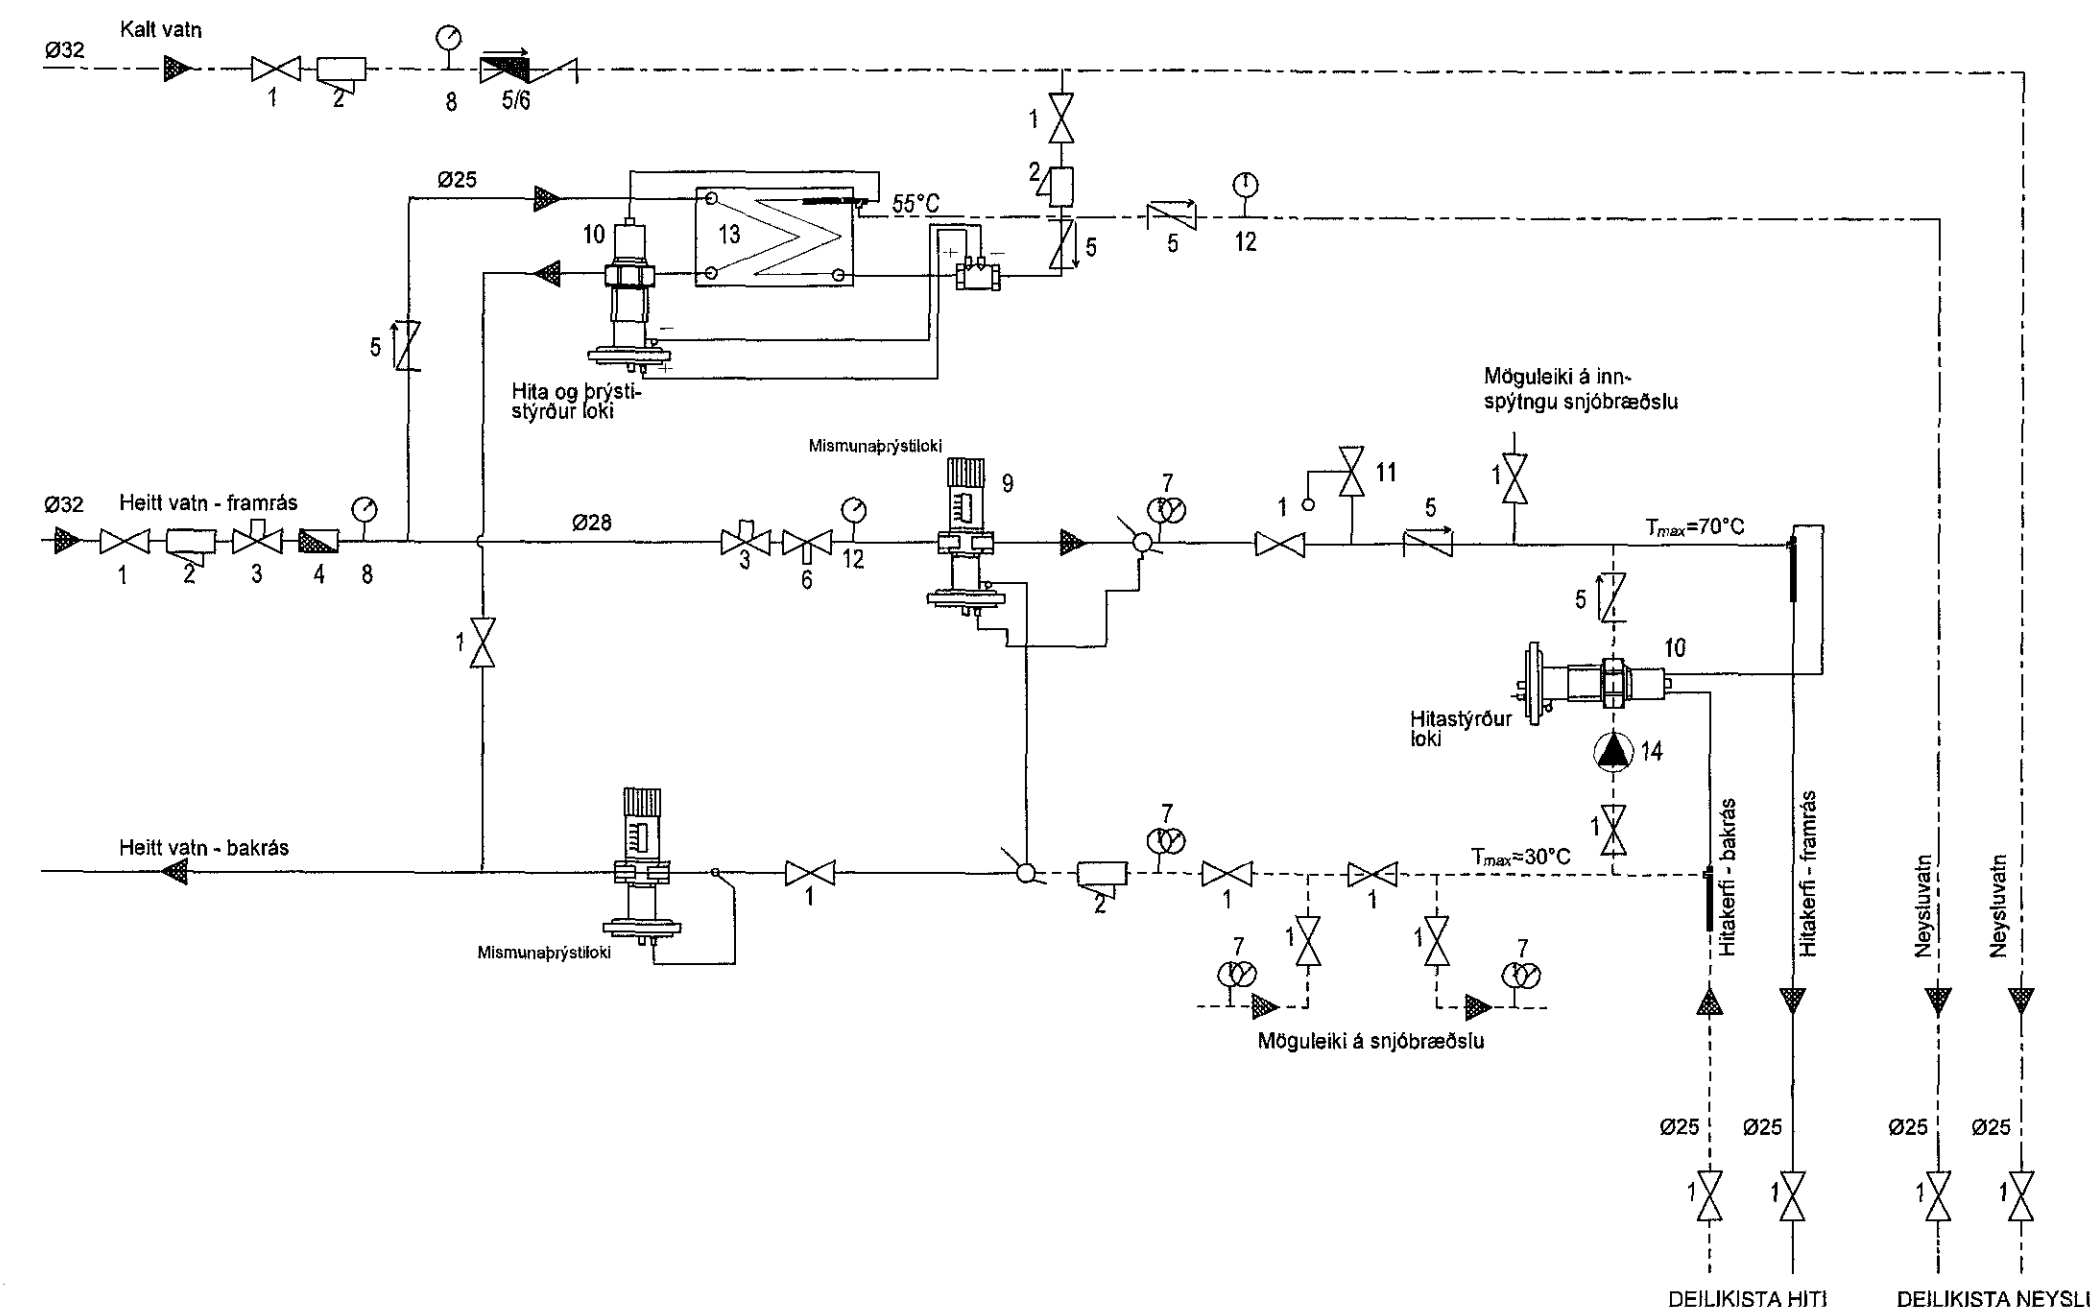 Kalt vatn
Ø32
1
2
8
5/6
1
2
Ø25
55°C
10
13
5
5
12
+
−
5
−
+
Hita og þrýsti-
stýrður loki
Möguleiki á inn-
spýtngu snjóbræðslu
Mismunaþrýstiloki
9
7
1
11
1
5
Ø32
Heitt vatn - framrás
Ø28
Tmax=70°C
1
2
3
4
8
3
6
12
5
1
10
Hitastýrður
loki
14
1
Heitt vatn - bakrás
7
Tmax=30°C
1
2
1
1
Mismunaþrýstiloki
1
1
7
7
Möguleiki á snjóbræðslu
Hitakerfi - bakrás
Hitakerfi - framrás
Neysluvatn
Neysluvatn
Ø25
Ø25
Ø25
Ø25
1
1
1
1
DEILIKISTA HITI
DEILIKISTA NEYSLU